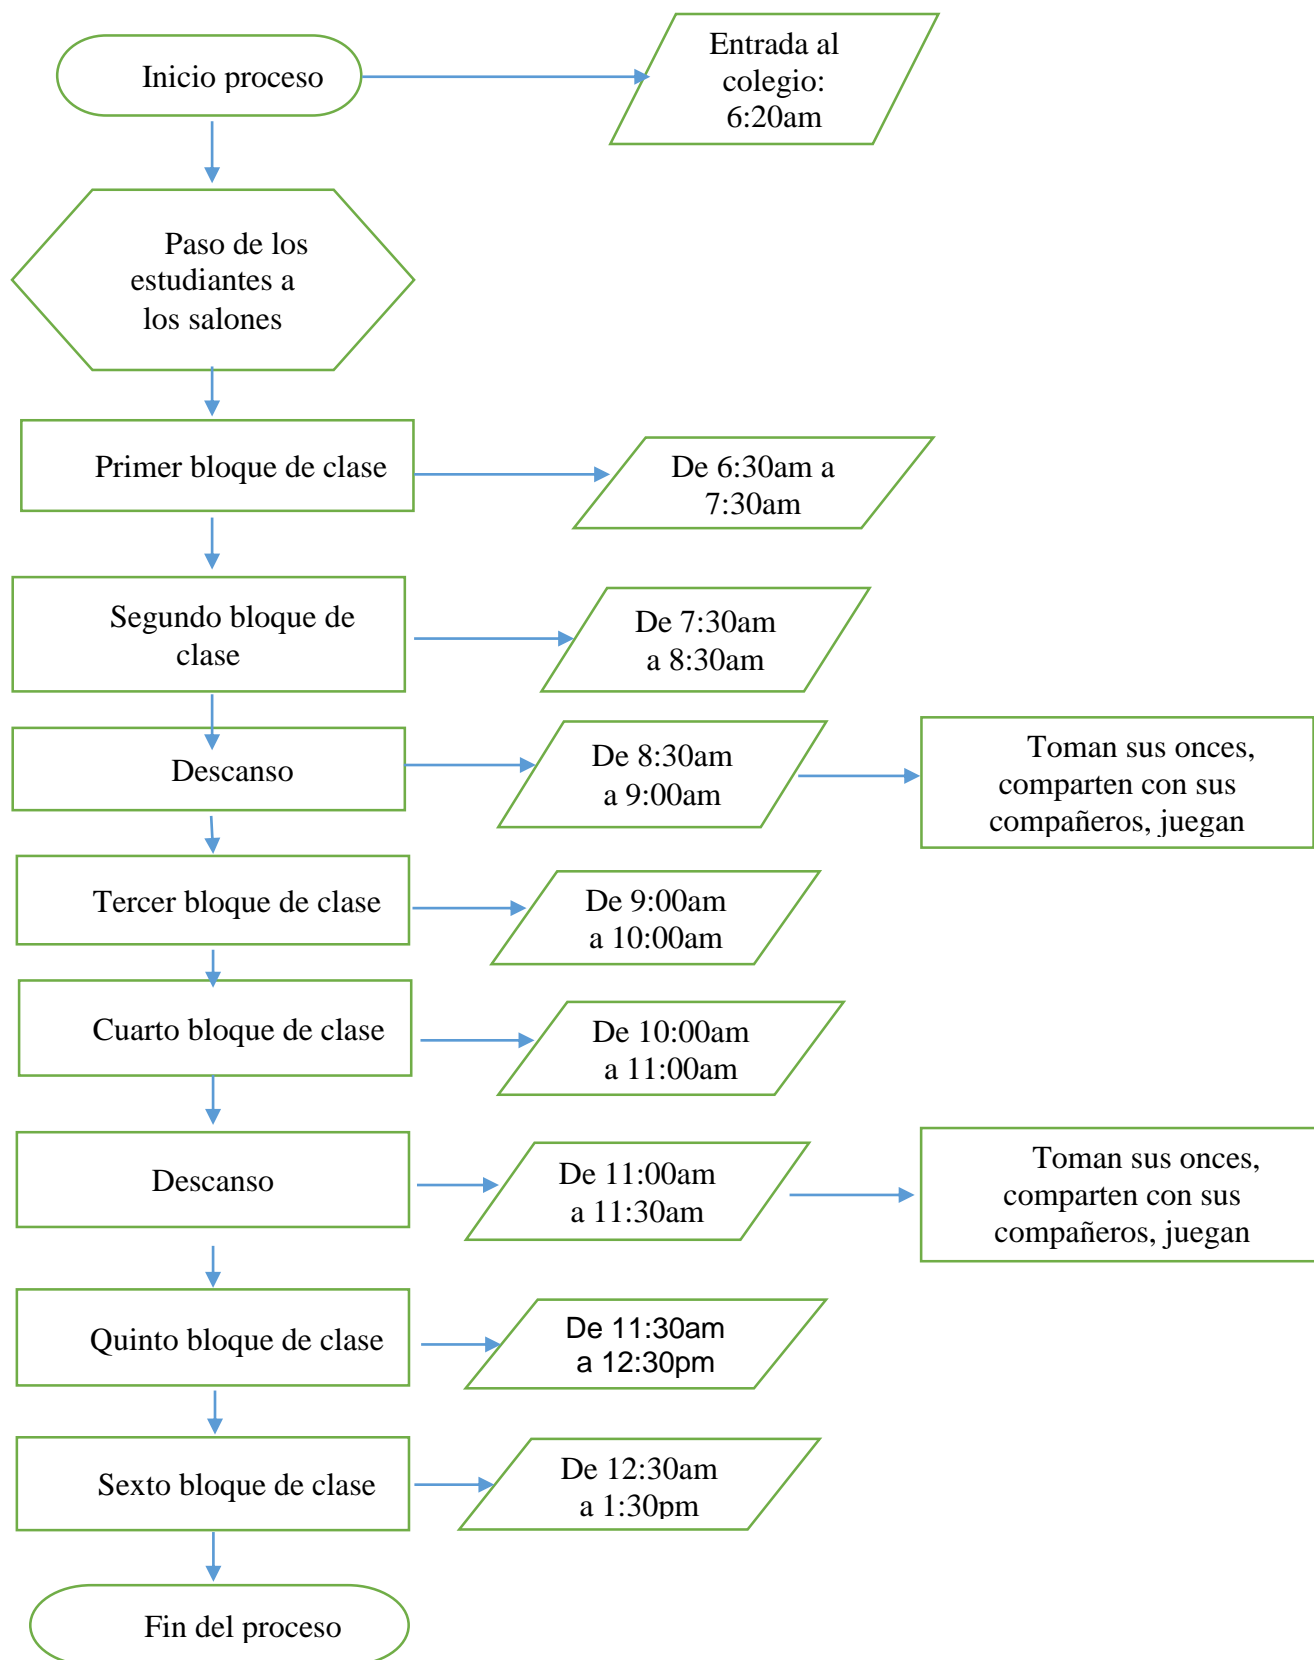 Inicio proceso
Entrada al
colegio:
6:20am
Paso de los
estudiantes a
los salones
Primer bloque de clase
De 6:30am a
7:30am
Segundo bloque de
clase
De 7:30am
a 8:30am
Descanso
De 8:30am
a 9:00am
Toman sus onces,
comparten con sus
compañeros, juegan
Tercer bloque de clase
De 9:00am
a 10:00am
Cuarto bloque de clase
De 10:00am
a 11:00am
Descanso
De 11:00am
a 11:30am
Toman sus onces,
comparten con sus
compañeros, juegan
Quinto bloque de clase
De 11:30am
a 12:30pm
Sexto bloque de clase
De 12:30am
a 1:30pm
Fin del proceso